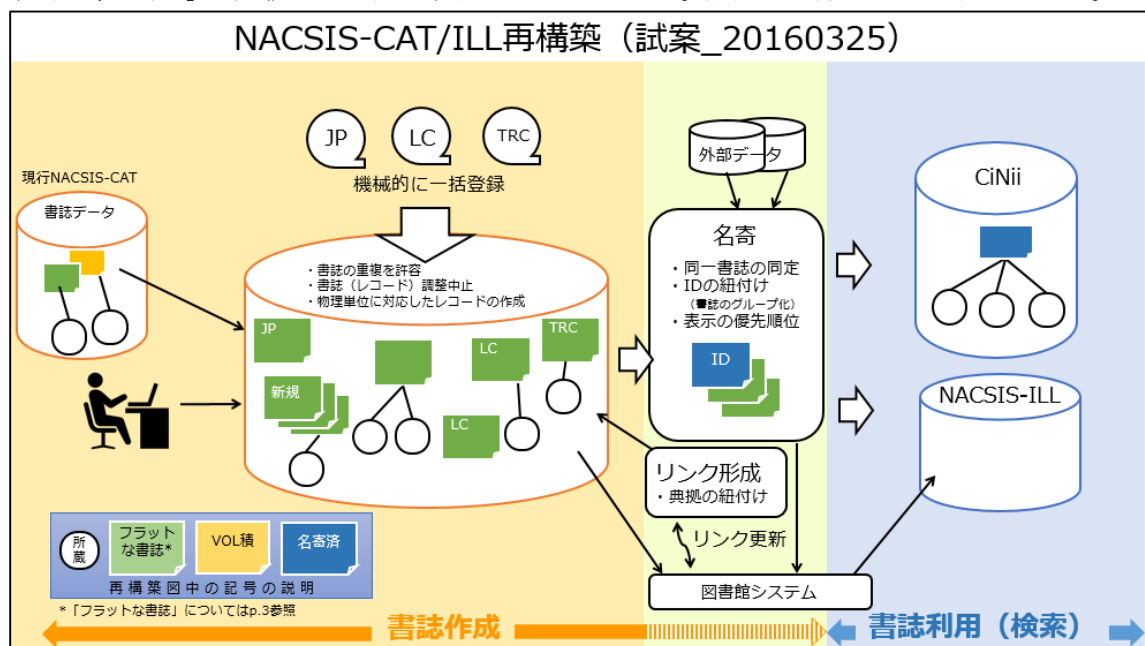 NACSIS-CAT/ILL再構築（試案_20160325）
JP
LC
TRC
機械的に一括登録
現行NACSIS-CAT
書誌データ
・書誌の重複を許容
・書誌（レコード）調整中止
・物理単位に対応したレコードの作成
JP
新規
LC
LC
TRC
外部データ
名寄
・同一書誌の同定
・IDの紐付け
（書誌のグループ化）
・表示の優先順位
ID
リンク形成
・典拠の紐付け
リンク更新
図書館システム
CiNii
NACSIS-ILL
所蔵
フラットな書誌*
VOL積
名寄済
再構築図中の記号の説明
*「フラットな書誌」についてはp.3参照
書誌作成
書誌利用（検索）